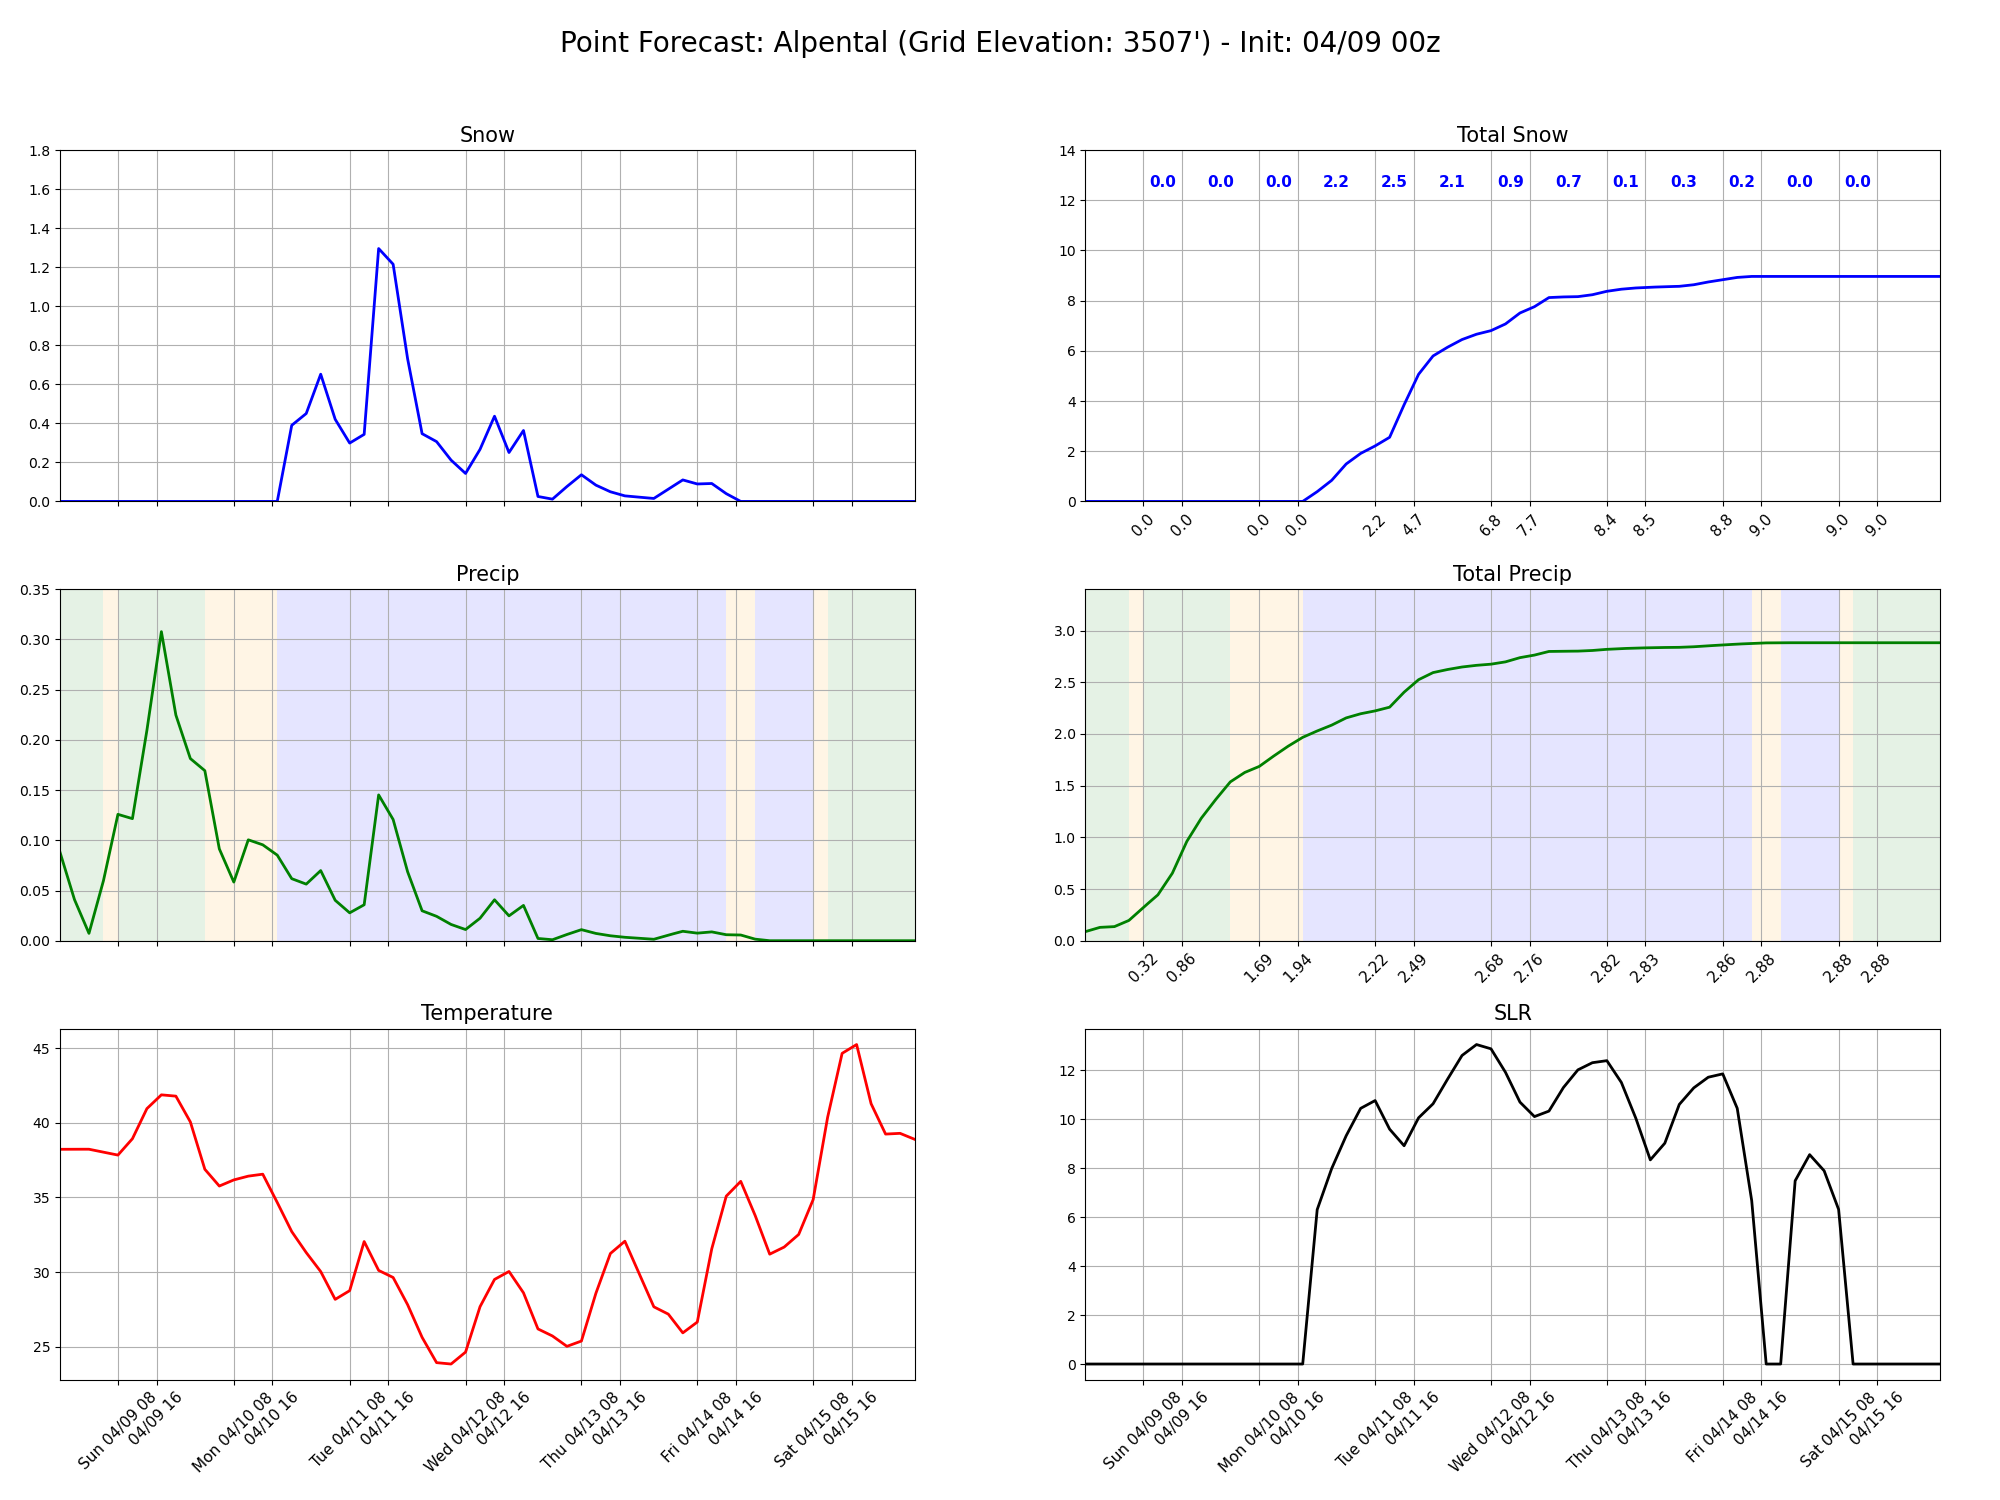 Point Forecast: Alpental (Grid Elevation: 3507') - Init: 04/09 00z
Snow
1.8
1.6
1.4
1.2
1.0
0.8
0.6
0.4
0.2
0.0
Total Snow
14
12
10
8
6
4
2
0
0.0 0.0 0.0 2.2 2.5 2.1 0.9 0.7 0.1 0.3 0.2 0.0 0.0
0.0 0.0 0.0 0.0 2.2 4.7 6.8 7.7 8.4 8.5 8.8 9.0 9.0 9.0
Precip
0.35
0.30
0.25
0.20
0.15
0.10
0.05
0.00
Total Precip
3.0
2.5
2.0
1.5
1.0
0.5
0.0
0.32 0.86 1.69 1.94 2.22 2.49 2.68 2.76 2.82 2.83 2.86 2.88 2.88 2.88
Temperature
45
40
35
30
25
Sun 04/09 08
04/09 16
Mon 04/10 08
04/10 16
Tue 04/11 08
04/11 16
Wed 04/12 08
04/12 16
Thu 04/13 08
04/13 16
Fri 04/14 08
04/14 16
Sat 04/15 08
04/15 16
SLR
12
10
8
6
4
2
0
Sun 04/09 08
04/09 16
Mon 04/10 08
04/10 16
Tue 04/11 08
04/11 16
Wed 04/12 08
04/12 16
Thu 04/13 08
04/13 16
Fri 04/14 08
04/14 16
Sat 04/15 08
04/15 16